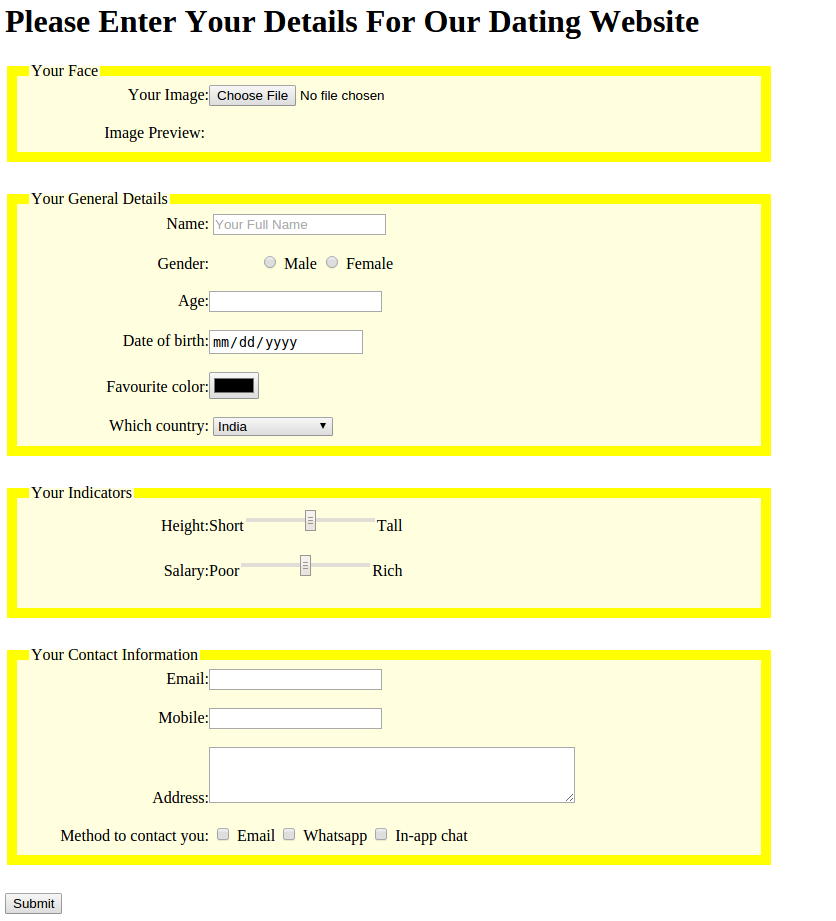 Please Enter Your Details For Our Dating Website
Your Face
Your Image: Choose File No file chosen
Image Preview:
Your General Details
Name: Your Full Name
Gender: Male Female
Age:
Date of birth: mm/dd/yyyy
Favourite color:
Which country: India
Your Indicators
Height:Short Tall
Salary:Poor Rich
Your Contact Information
Email:
Mobile:
Address:
Method to contact you: Email Whatsapp In-app chat
Submit